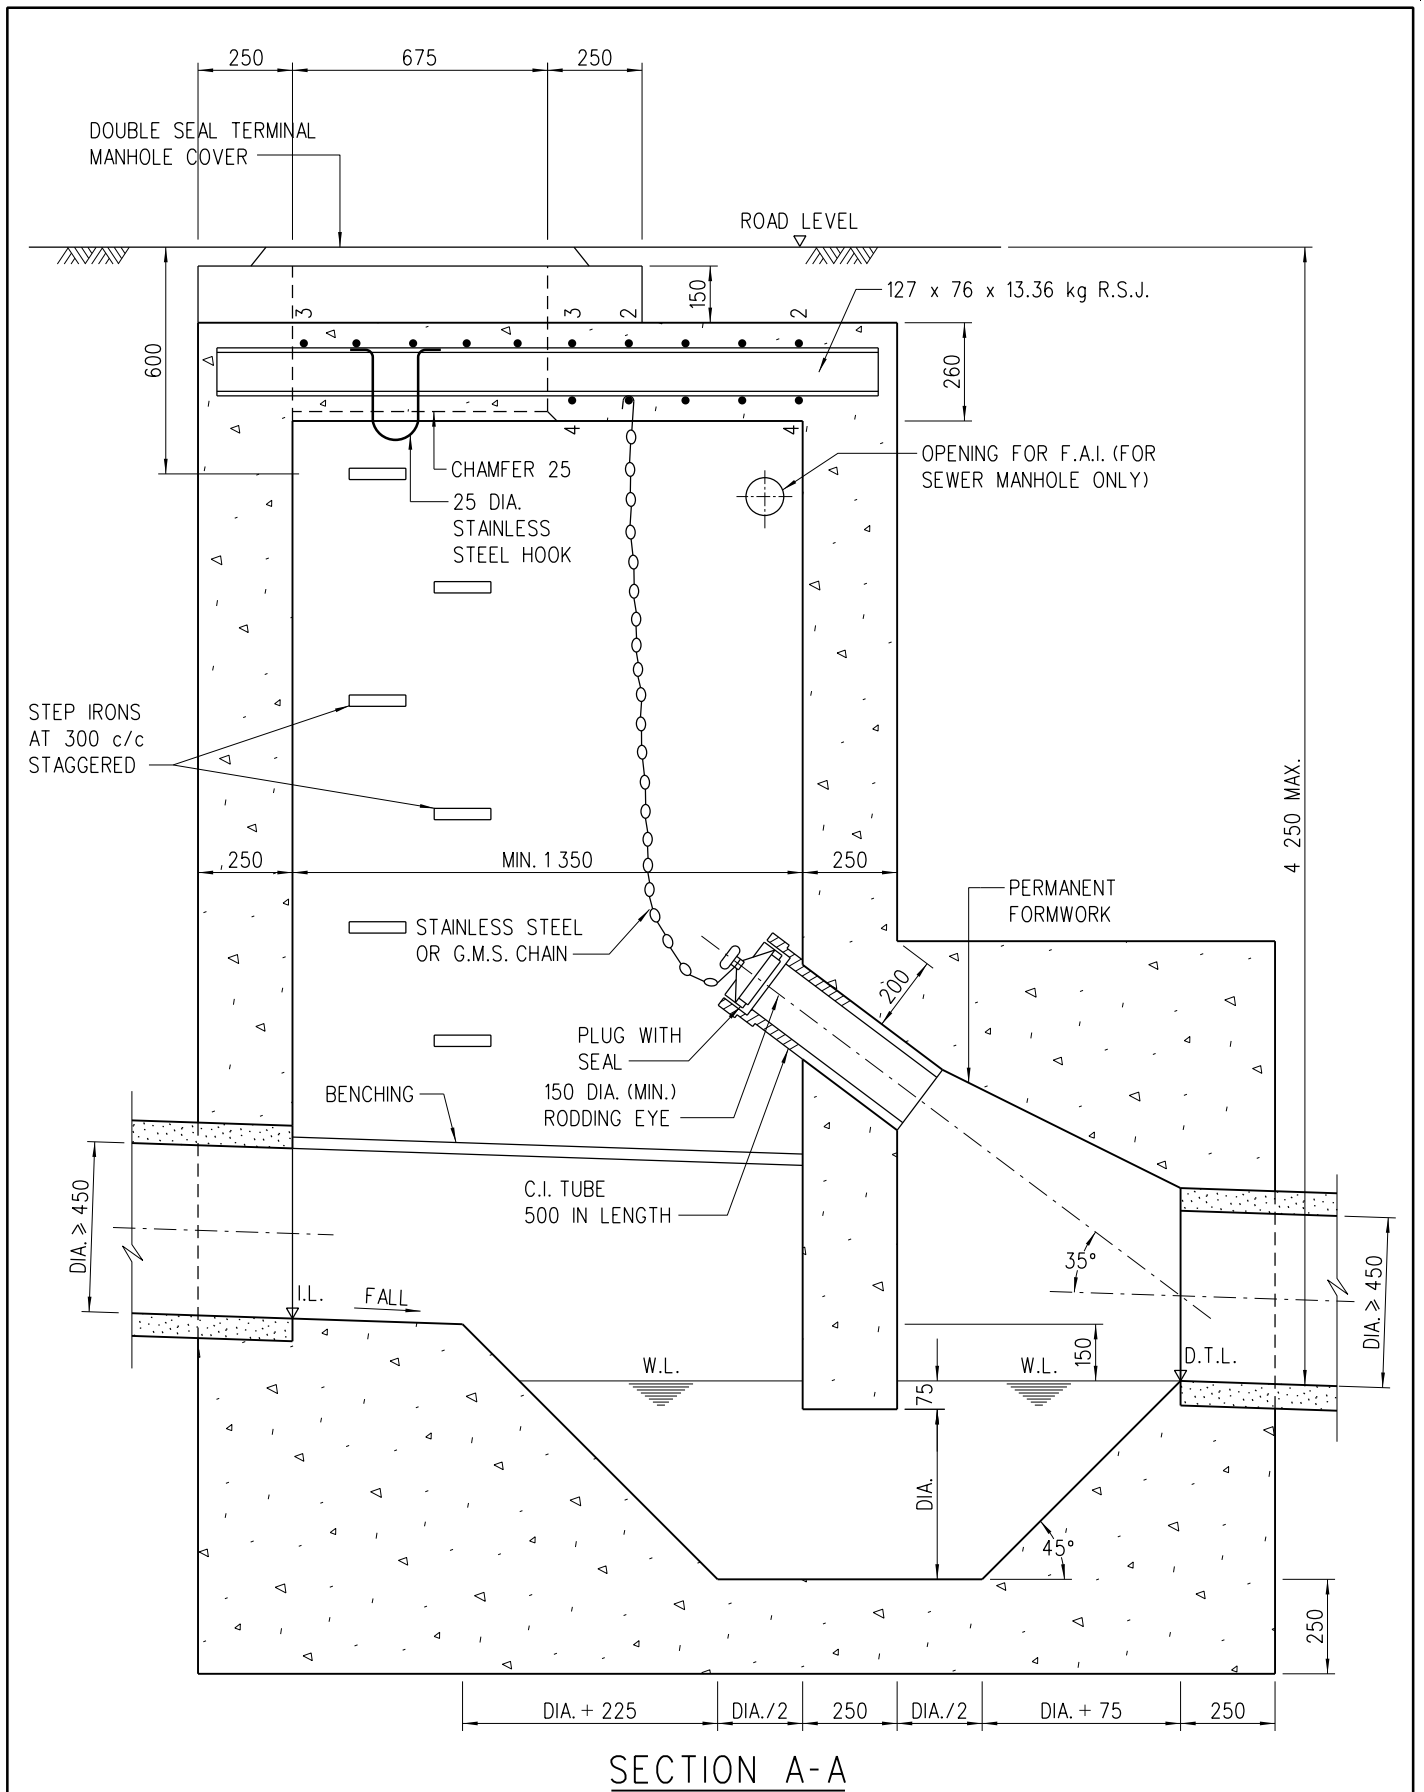 250
675
250
DOUBLE SEAL TERMINAL
MANHOLE COVER
ROAD LEVEL
127 x 76 x 13.36 kg R.S.J.
150
3
3
2
2
600
260
4
4
CHAMFER 25
OPENING FOR F.A.I. (FOR
SEWER MANHOLE ONLY)
25 DIA.
STAINLESS
STEEL HOOK
STEP IRONS
AT 300 c/c
STAGGERED
4 250 MAX.
250
MIN. 1 350
250
PERMANENT
FORMWORK
STAINLESS STEEL
OR G.M.S. CHAIN
200
PLUG WITH
SEAL
150 DIA. (MIN.)
RODDING EYE
BENCHING
C.I. TUBE
500 IN LENGTH
DIA. ⩾ 450
35°
DIA. ⩾ 450
I.L.
FALL
W.L.
W.L.
150
D.T.L.
75
DIA.
45°
250
DIA. + 225
DIA./2
250
DIA./2
DIA. + 75
250
SECTION A-A